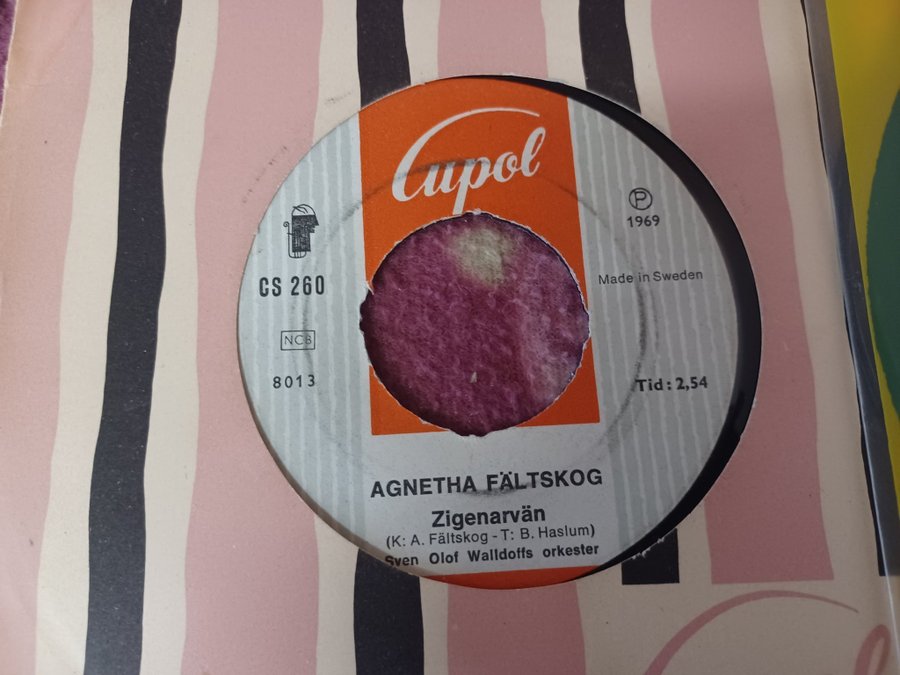 Cupol
CS 260
NCB
8013
Ⓟ
1969
Made in Sweden
Tid: 2,54
AGNETHA FÄLTSKOG
Zigenarvän
(K: A. Fältskog - T: B. Haslum)
Sven Olof Walldoffs orkester